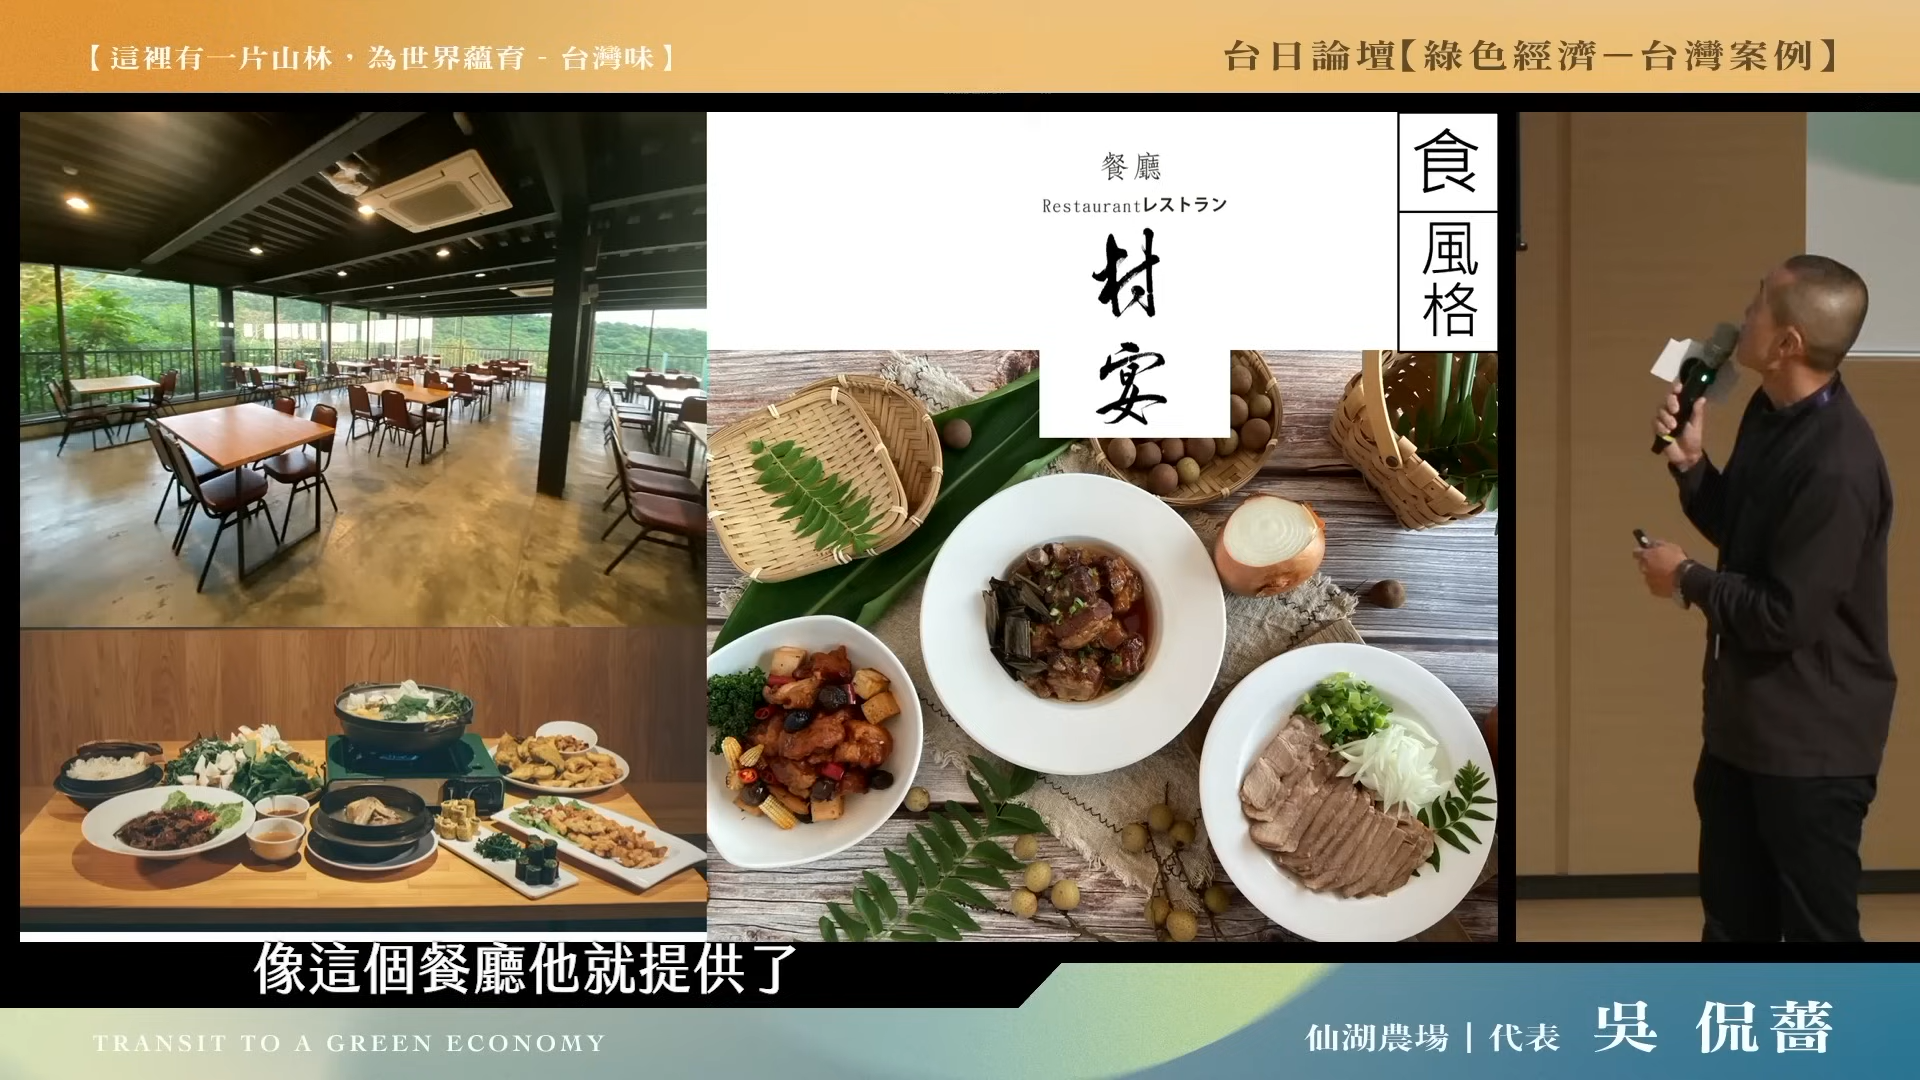 【這裡有一片山林，為世界蘊育 - 台灣味】
台日論壇【綠色經濟－台灣案例】
餐廳
Restaurantレストラン
村
宴
食
風格
像這個餐廳他就提供了
TRANSIT TO A GREEN ECONOMY
仙湖農場｜代表 吳 侃薔